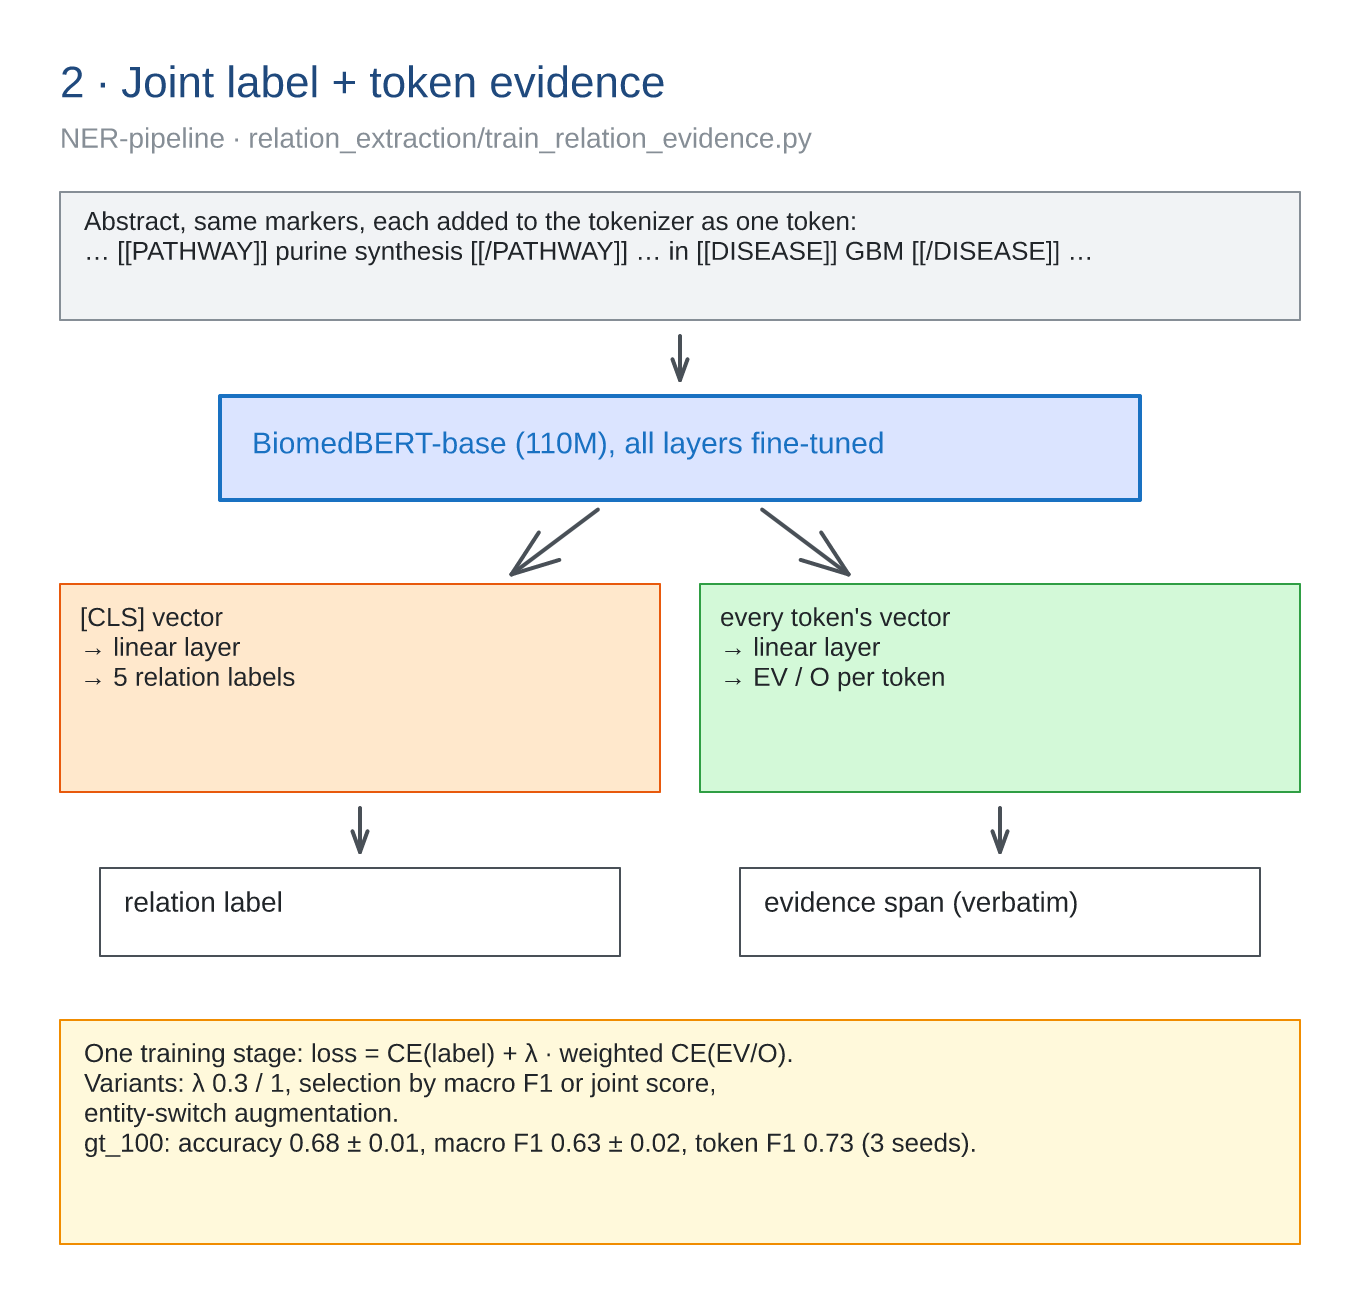 2 · Joint label + token evidence
NER-pipeline · relation_extraction/train_relation_evidence.py
Abstract, same markers, each added to the tokenizer as one token:
… [[PATHWAY]] purine synthesis [[/PATHWAY]] … in [[DISEASE]] GBM [[/DISEASE]] …
BiomedBERT-base (110M), all layers fine-tuned
[CLS] vector
→ linear layer
→ 5 relation labels
every token's vector
→ linear layer
→ EV / O per token
relation label
evidence span (verbatim)
One training stage: loss = CE(label) + λ · weighted CE(EV/O).
Variants: λ 0.3 / 1, selection by macro F1 or joint score,
entity-switch augmentation.
gt_100: accuracy 0.68 ± 0.01, macro F1 0.63 ± 0.02, token F1 0.73 (3 seeds).